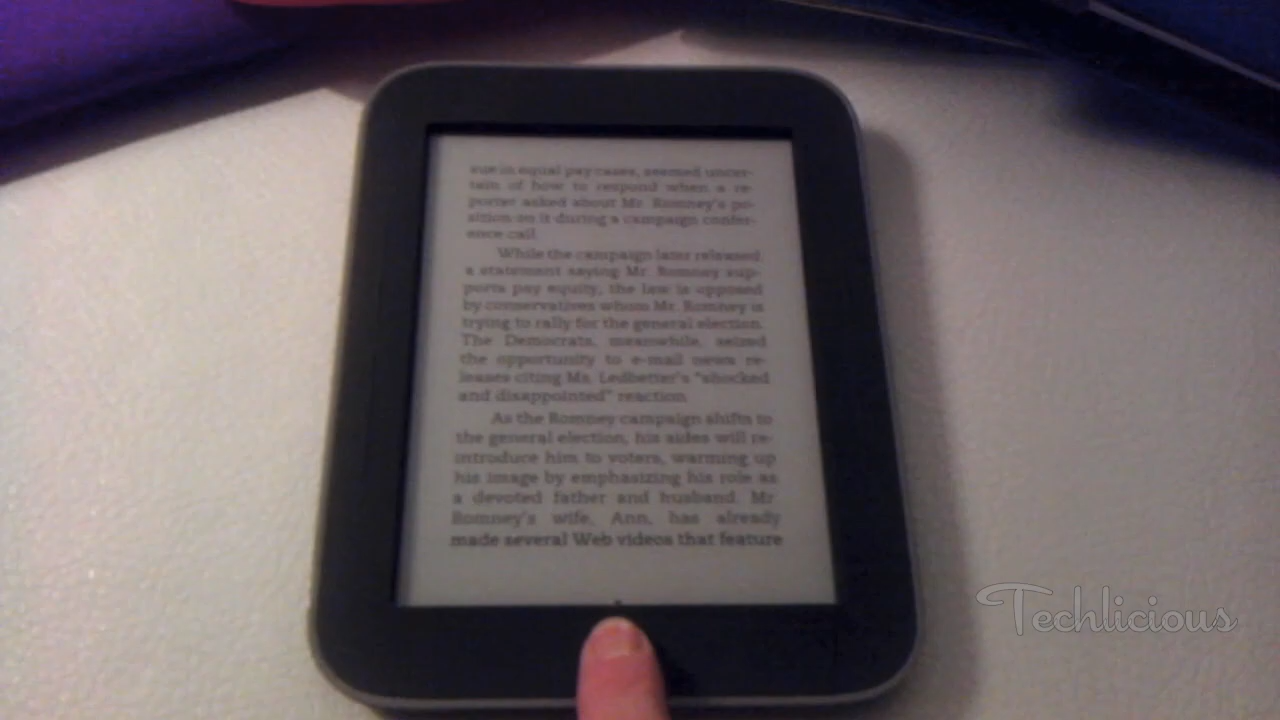 sue in equal pay cases, seemed uncer-
tain of how to respond when a re-
porter asked about Mr. Romney's po-
sition on it during a campaign confer-
ence call.
While the campaign later released
a statement saying Mr. Romney sup-
ports pay equity, the law is opposed
by conservatives whom Mr. Romney is
trying to rally for the general election.
The Democrats, meanwhile, seized
the opportunity to e-mail news re-
leases citing Ms. Ledbetter's "shocked
and disappointed" reaction.
As the Romney campaign shifts to
the general election, his aides will re-
introduce him to voters, warming up
his image by emphasizing his role as
a devoted father and husband. Mr.
Romney's wife, Ann, has already
made several Web videos that feature
Techlicious